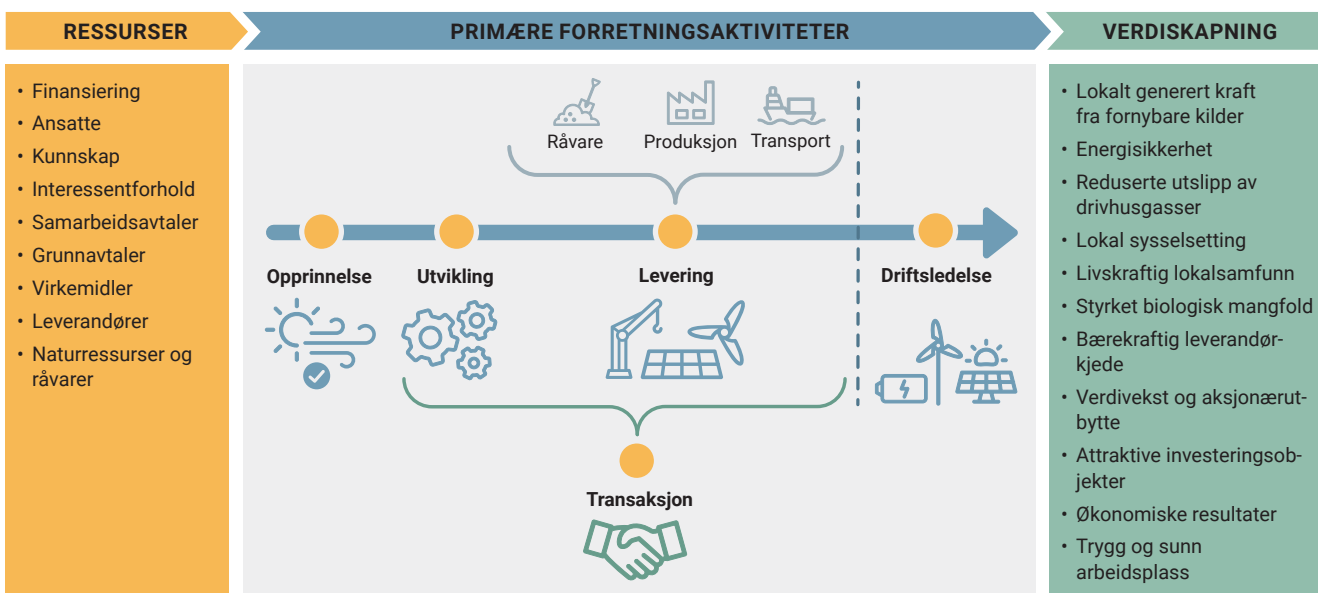 RESSURSER
PRIMÆRE FORRETNINGSAKTIVITETER
VERDISKAPNING
• Finansiering
• Ansatte
• Kunnskap
• Interessentforhold
• Samarbeidsavtaler
• Grunnavtaler
• Virkemidler
• Leverandører
• Naturressurser og
råvarer
Råvare
Produksjon
Transport
Opprinnelse
Utvikling
Levering
Driftsledelse
Transaksjon
• Lokalt generert kraft
fra fornybare kilder
• Energisikkerhet
• Reduserte utslipp av
drivhusgasser
• Lokal sysselsetting
• Livskraftig lokalsamfunn
• Styrket biologisk mangfold
• Bærekraftig leverandør-
kjede
• Verdivekst og aksjonærut-
bytte
• Attraktive investeringsob-
jekter
• Økonomiske resultater
• Trygg og sunn
arbeidsplass